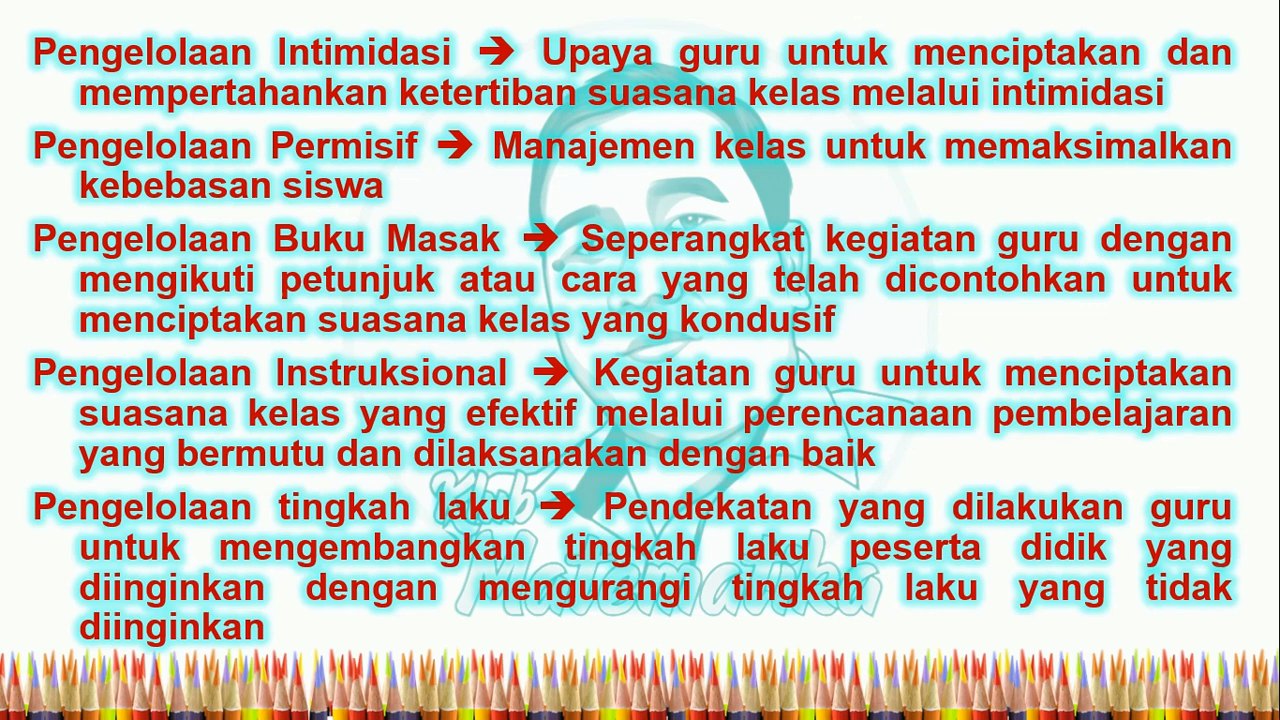 Pengelolaan Intimidasi ➔ Upaya guru untuk menciptakan dan
mempertahankan ketertiban suasana kelas melalui intimidasi
Pengelolaan Permisif ➔ Manajemen kelas untuk memaksimalkan
kebebasan siswa
Pengelolaan Buku Masak ➔ Seperangkat kegiatan guru dengan
mengikuti petunjuk atau cara yang telah dicontohkan untuk
menciptakan suasana kelas yang kondusif
Pengelolaan Instruksional ➔ Kegiatan guru untuk menciptakan
suasana kelas yang efektif melalui perencanaan pembelajaran
yang bermutu dan dilaksanakan dengan baik
Pengelolaan tingkah laku ➔ Pendekatan yang dilakukan guru
untuk mengembangkan tingkah laku peserta didik yang
diinginkan dengan mengurangi tingkah laku yang tidak
diinginkan
Klub
Matematika